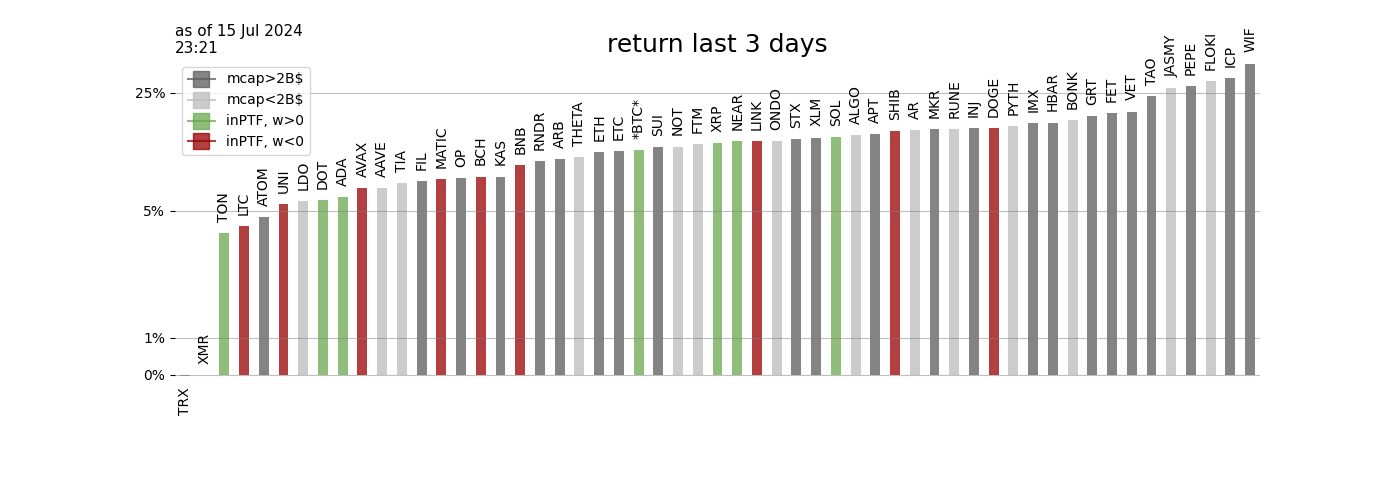 as of 15 Jul 2024
23:21
return last 3 days
mcap>2B$
mcap<2B$
inPTF, w>0
inPTF, w<0
25%
5%
1%
0%
TRX
XMR
TON
LTC
ATOM
UNI
LDO
DOT
ADA
AVAX
AAVE
TIA
FIL
MATIC
OP
BCH
KAS
BNB
RNDR
ARB
THETA
ETH
ETC
*BTC*
SUI
NOT
FTM
XRP
NEAR
LINK
ONDO
STX
XLM
SOL
ALGO
APT
SHIB
AR
MKR
RUNE
INJ
DOGE
PYTH
IMX
HBAR
BONK
GRT
FET
VET
TAO
JASMY
PEPE
FLOKI
ICP
WIF